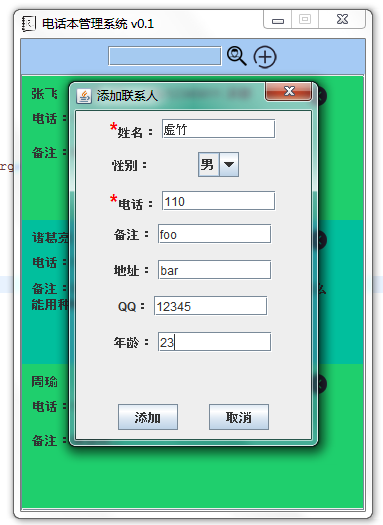 电话本管理系统 v0.1
张飞
电话：
备注：
诸葛亮
电话：
备注：
么
能用种
周瑜
电话：
备注：
添加联系人
*姓名： 虚竹
性别： 男
*电话： 110
备注： foo
地址： bar
QQ： 12345
年龄： 23
添加 取消